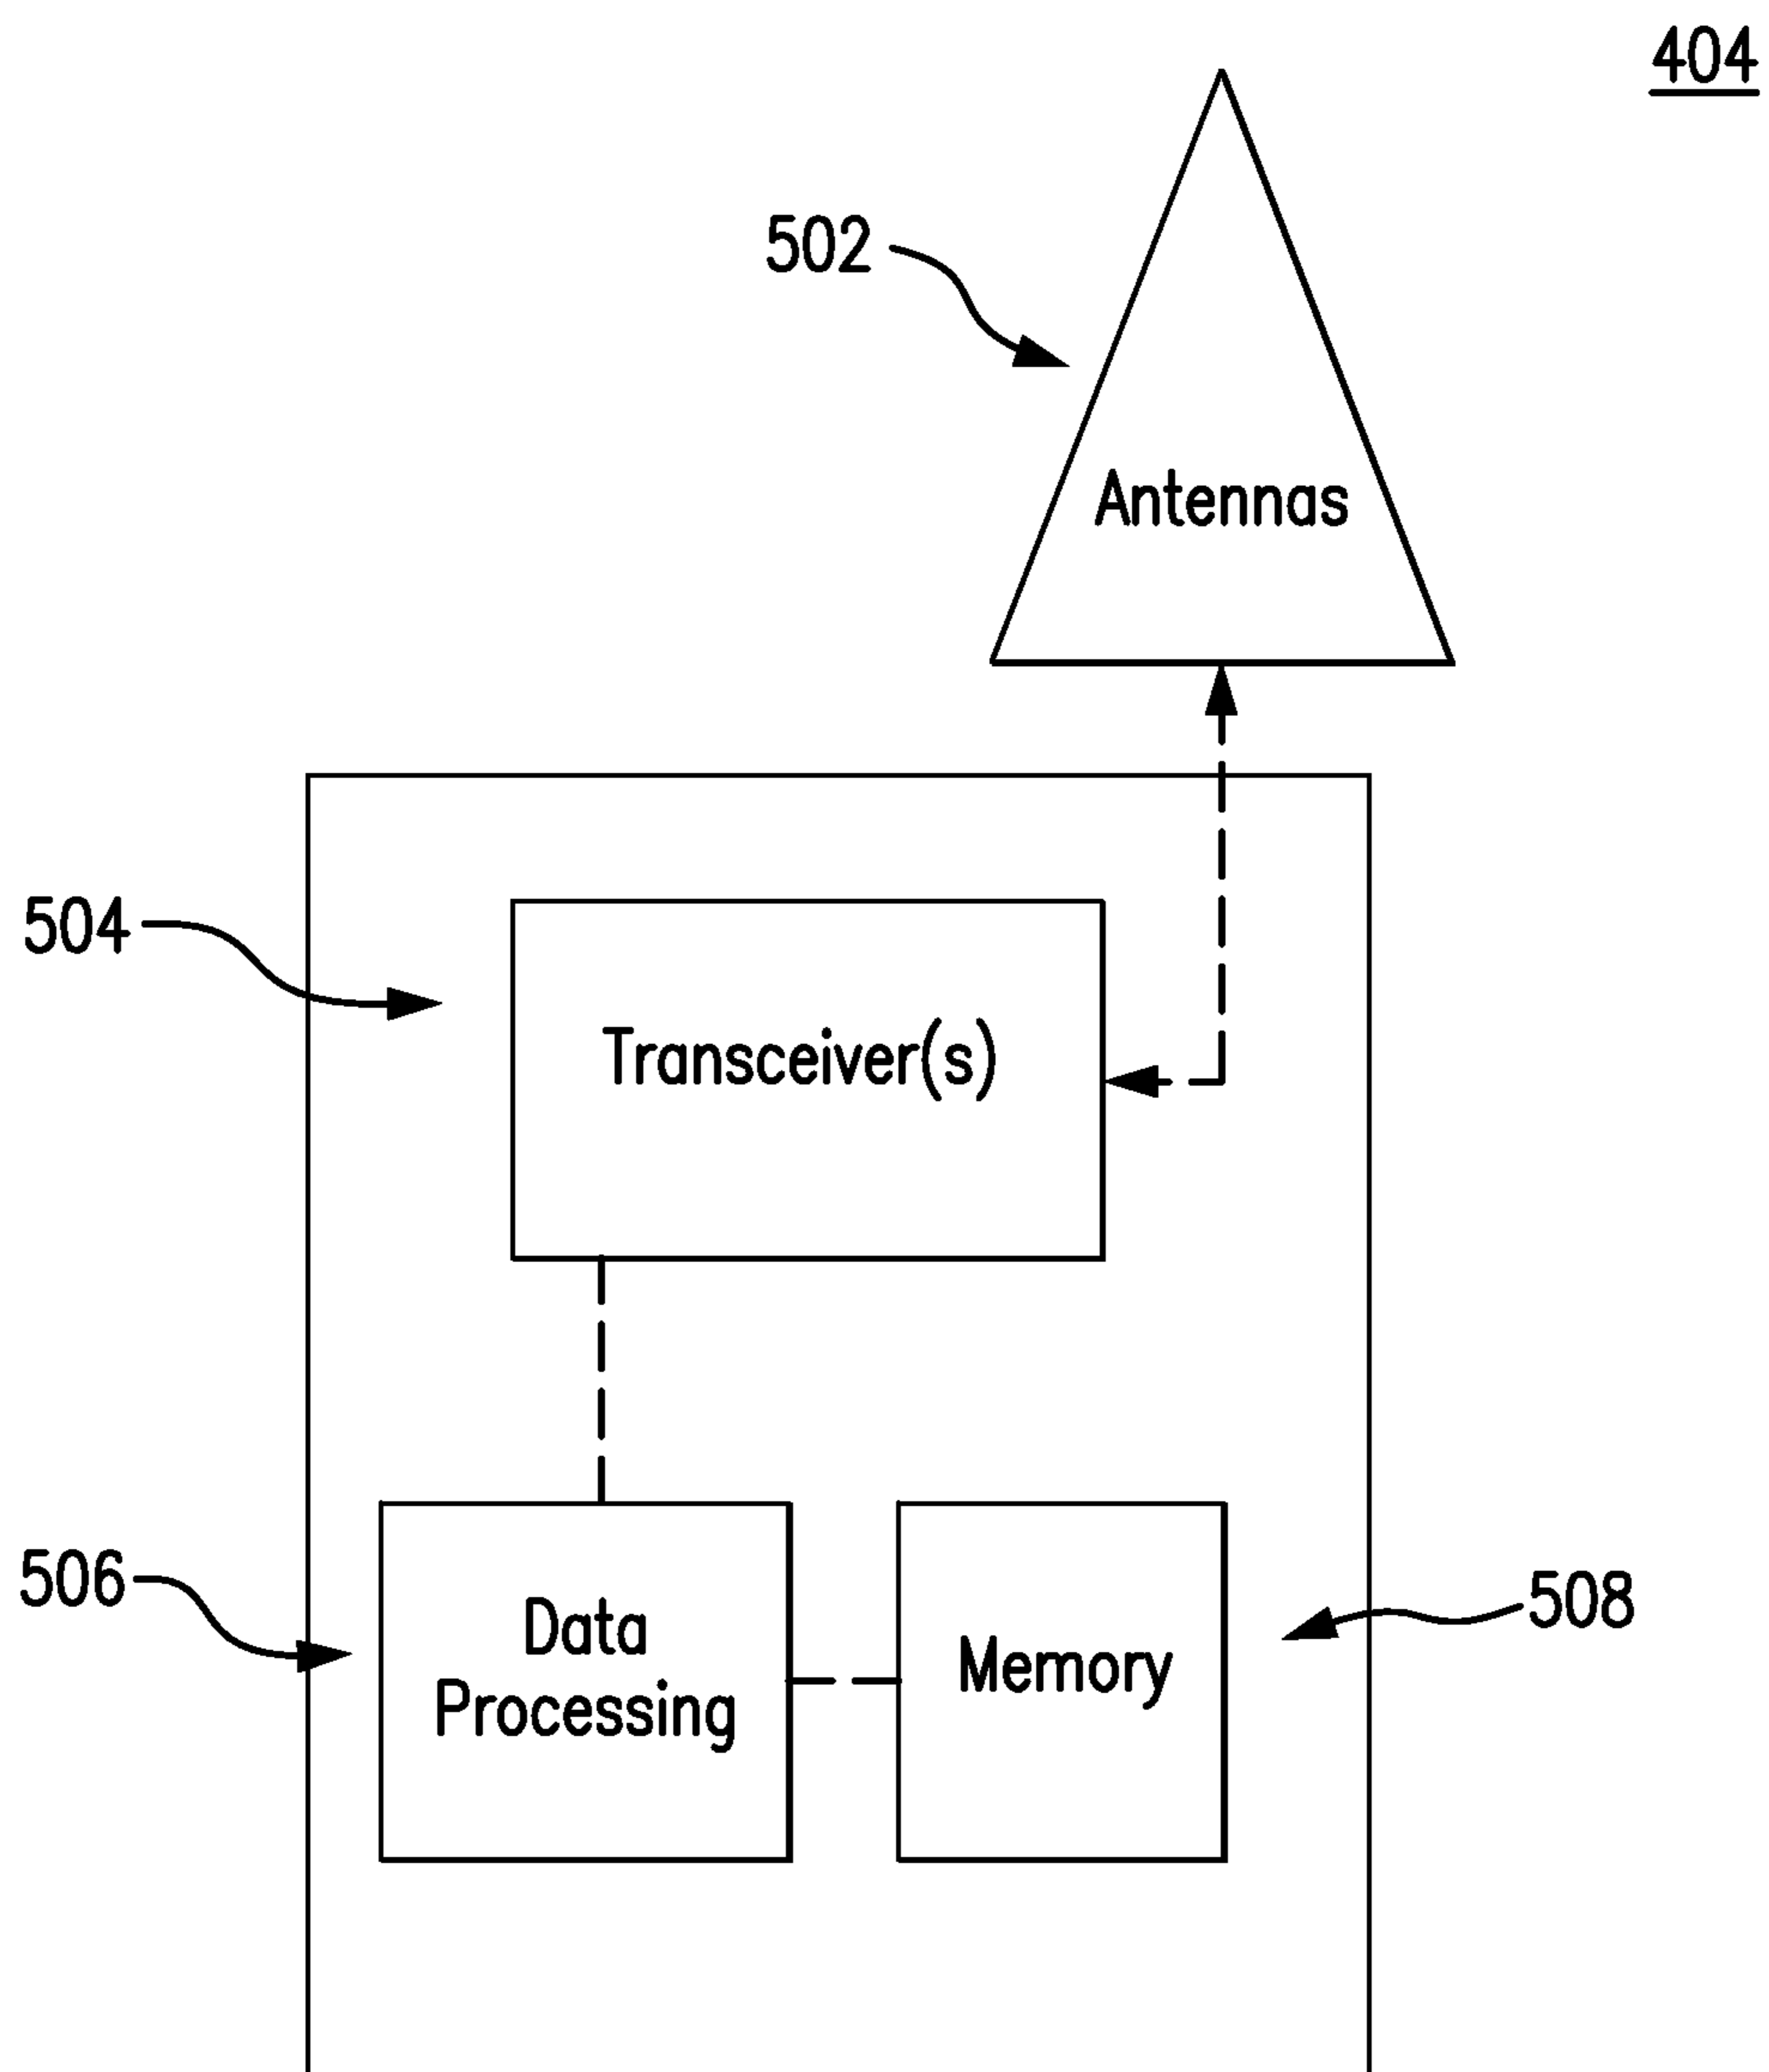 404
502
Antennas
504
Transceiver(s)
506
Data
Processing
Memory
508